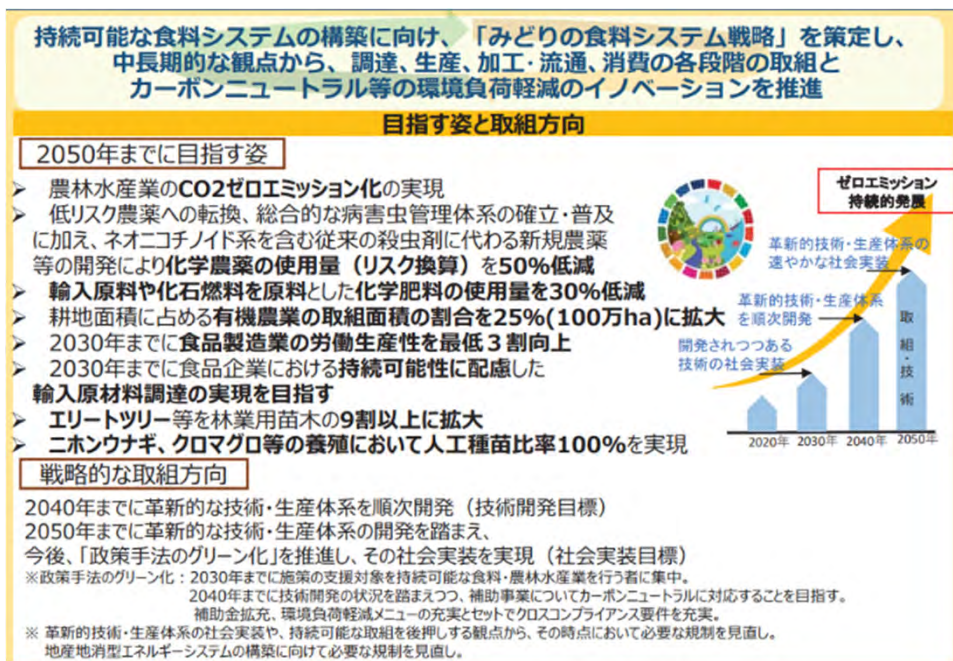 持続可能な食料システムの構築に向け、「みどりの食料システム戦略」を策定し、
中長期的な観点から、調達、生産、加工・流通、消費の各段階の取組と
カーボンニュートラル等の環境負荷軽減のイノベーションを推進
目指す姿と取組方向
2050年までに目指す姿
➢ 農林水産業のCO2ゼロエミッション化の実現
➢ 低リスク農薬への転換、総合的な病害虫管理体系の確立・普及
に加え、ネオニコチノイド系を含む従来の殺虫剤に代わる新規農薬
等の開発により化学農薬の使用量（リスク換算）を50%低減
➢ 輸入原料や化石燃料を原料とした化学肥料の使用量を30%低減
➢ 耕地面積に占める有機農業の取組面積の割合を25%(100万ha)に拡大
➢ 2030年までに食品製造業の労働生産性を最低３割向上
➢ 2030年までに食品企業における持続可能性に配慮した
輸入原材料調達の実現を目指す
➢ エリートツリー等を林業用苗木の9割以上に拡大
➢ ニホンウナギ、クロマグロ等の養殖において人工種苗比率100%を実現
ゼロエミッション
持続的発展
革新的技術・生産体系の
速やかな社会実装
革新的技術・生産体系
を順次開発
開発されつつある
技術の社会実装
取組・技術
2020年 2030年 2040年 2050年
戦略的な取組方向
2040年までに革新的な技術・生産体系を順次開発（技術開発目標）
2050年までに革新的な技術・生産体系の開発を踏まえ、
今後、「政策手法のグリーン化」を推進し、その社会実装を実現（社会実装目標）
※政策手法のグリーン化：2030年までに施策の支援対象を持続可能な食料・農林水産業を行う者に集中。
2040年までに技術開発の状況を踏まえつつ、補助事業についてカーボンニュートラルに対応することを目指す。
補助金拡充、環境負荷軽減メニューの充実とセットでクロスコンプライアンス要件を充実。
※ 革新的技術・生産体系の社会実装や、持続可能な取組を後押しする観点から、その時点において必要な規制を見直し。
地産地消型エネルギーシステムの構築に向けて必要な規制を見直し。